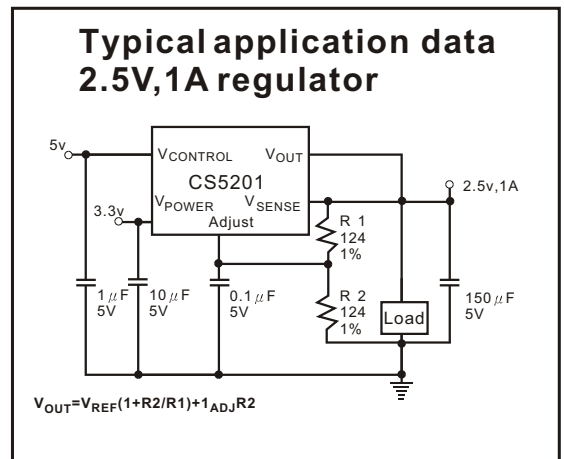 Typical application data
2.5V,1A regulator
5v
VCONTROL VOUT
CS5201
2.5v,1A
3.3v
VPOWER VSENSE
Adjust
R 1
124
1%
1μF
5V
10μF
5V
0.1μF
5V
R 2
124
1%
Load
150μF
5V
VOUT=VREF(1+R2/R1)+1ADJR2